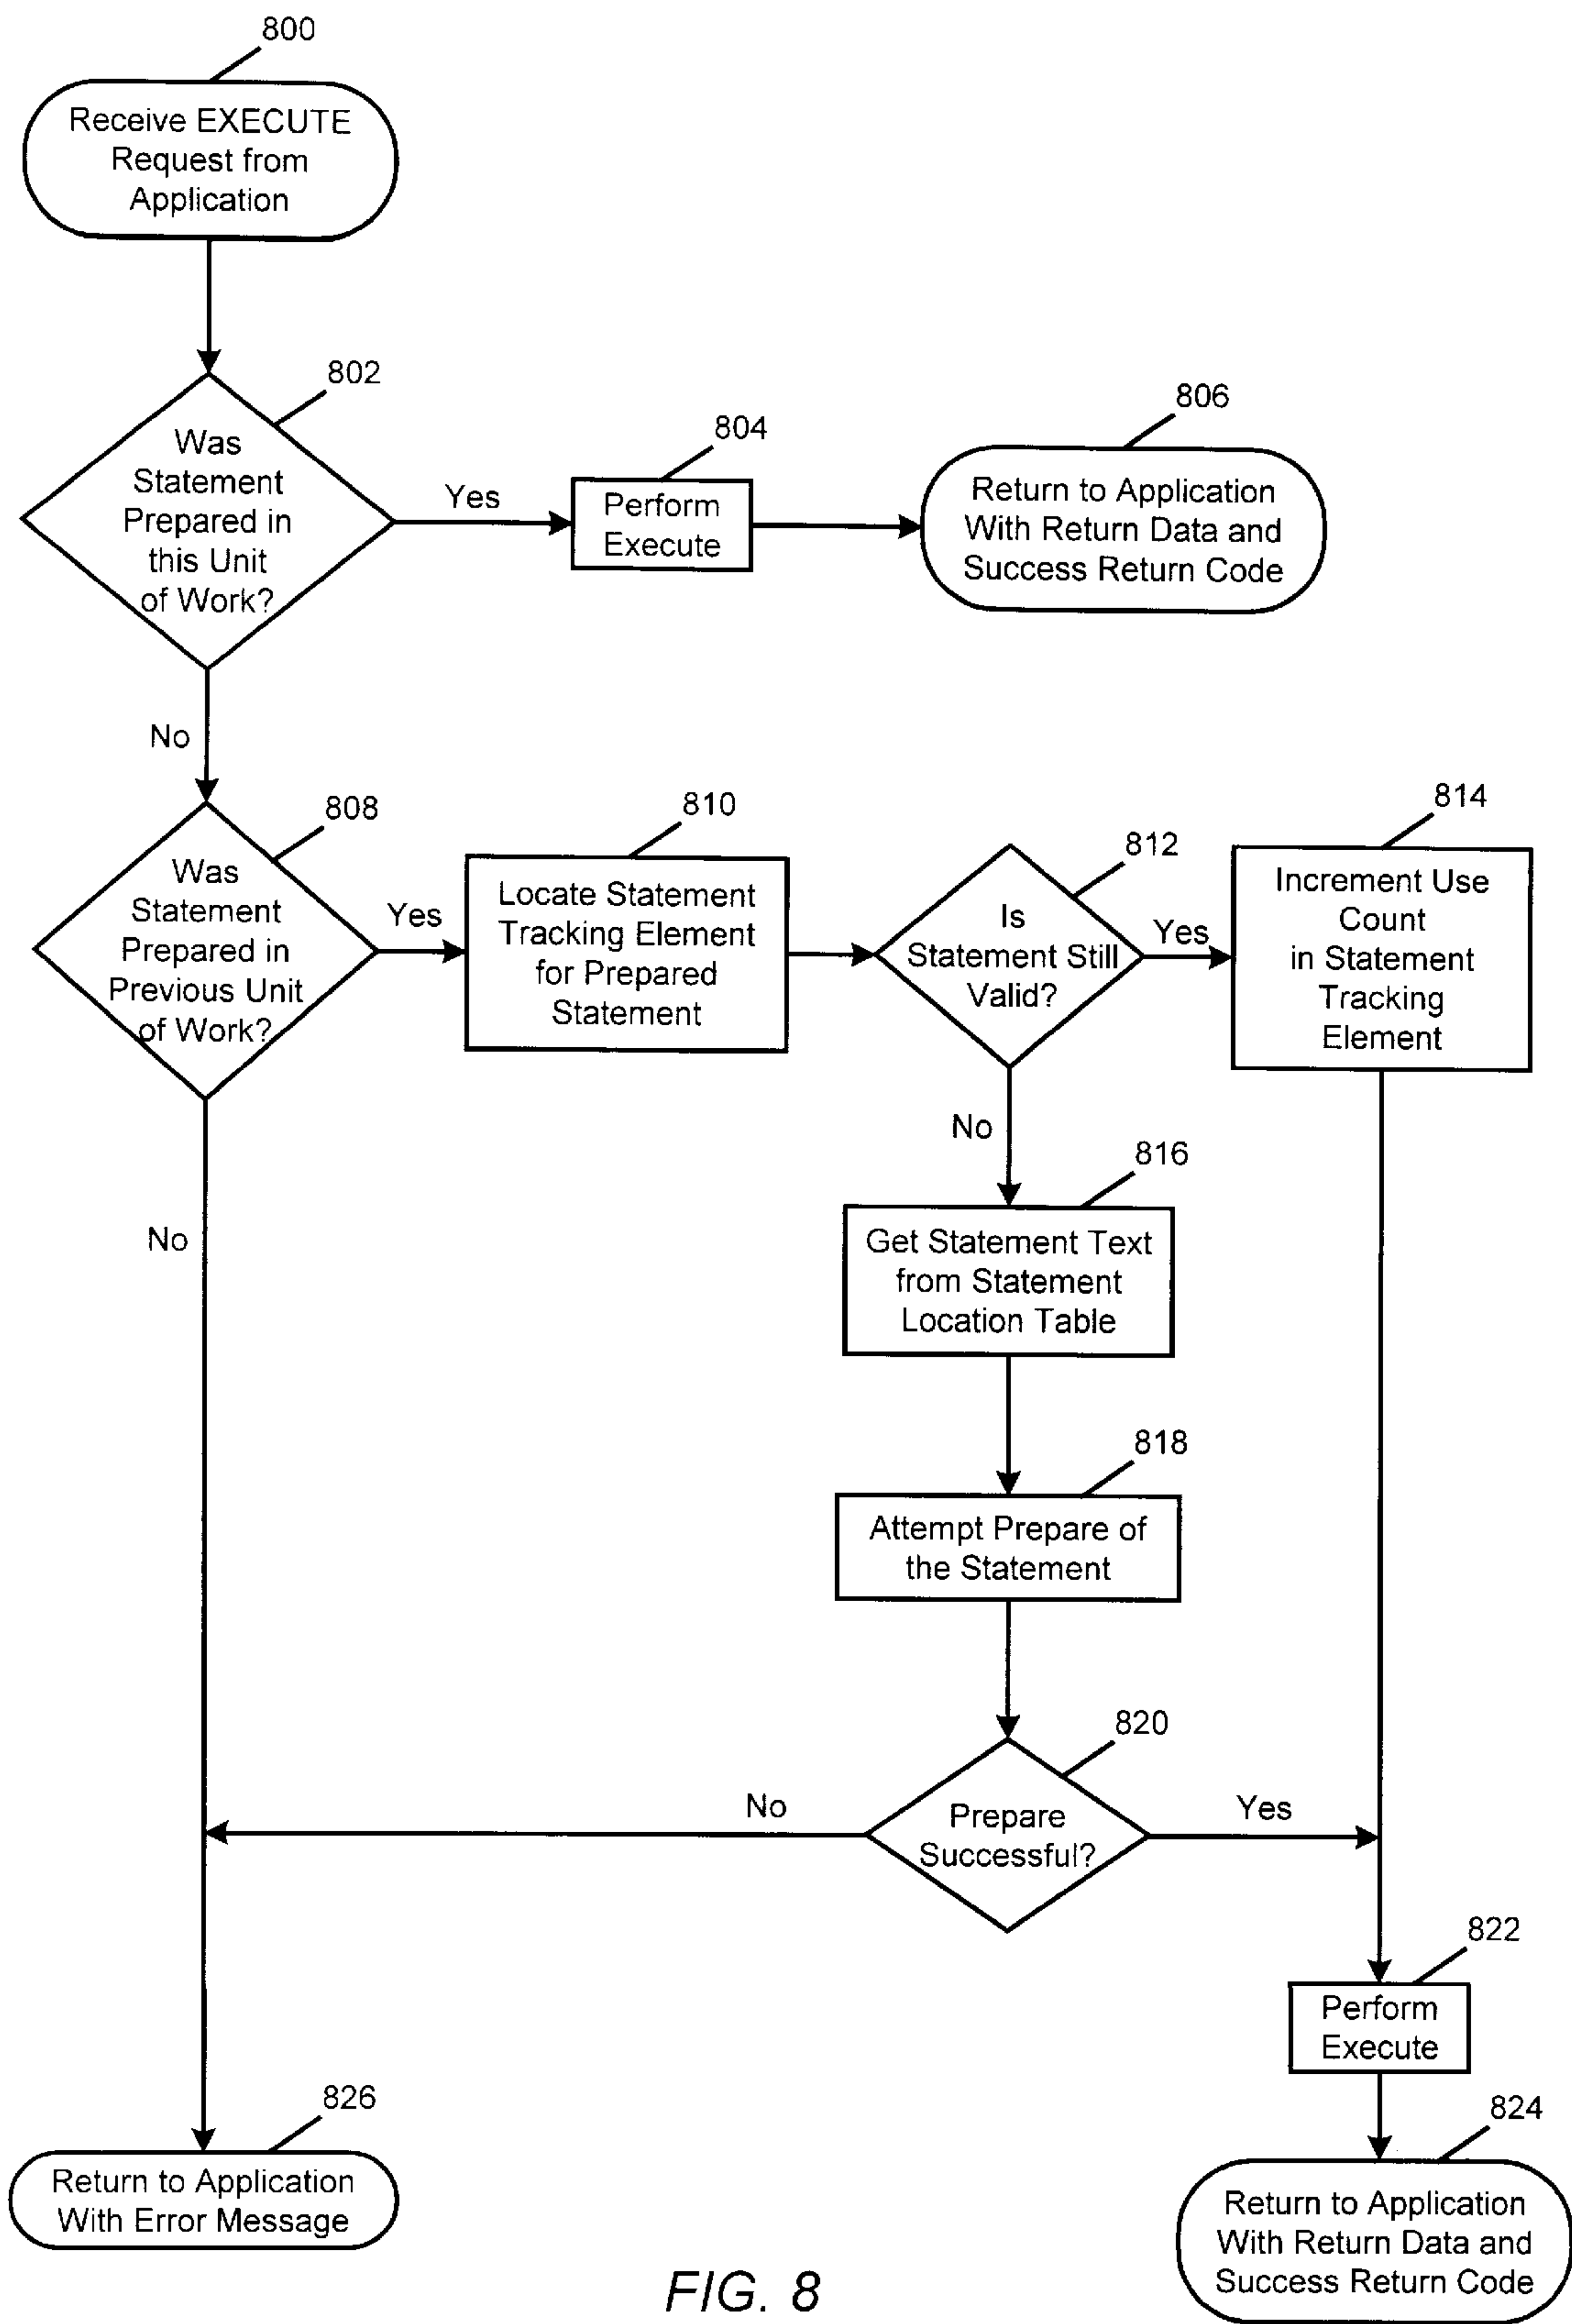 800
Receive EXECUTE
Request from
Application
802
Was
Statement
Prepared in
this Unit
of Work?
Yes
804
Perform
Execute
806
Return to Application
With Return Data and
Success Return Code
No
808
Was
Statement
Prepared in
Previous Unit
of Work?
Yes
810
Locate Statement
Tracking Element
for Prepared
Statement
812
Is
Statement Still
Valid?
Yes
814
Increment Use
Count
in Statement
Tracking
Element
No
816
Get Statement Text
from Statement
Location Table
No
818
Attempt Prepare of
the Statement
820
Prepare
Successful?
No
Yes
822
Perform
Execute
824
Return to Application
With Return Data and
Success Return Code
826
Return to Application
With Error Message
FIG. 8